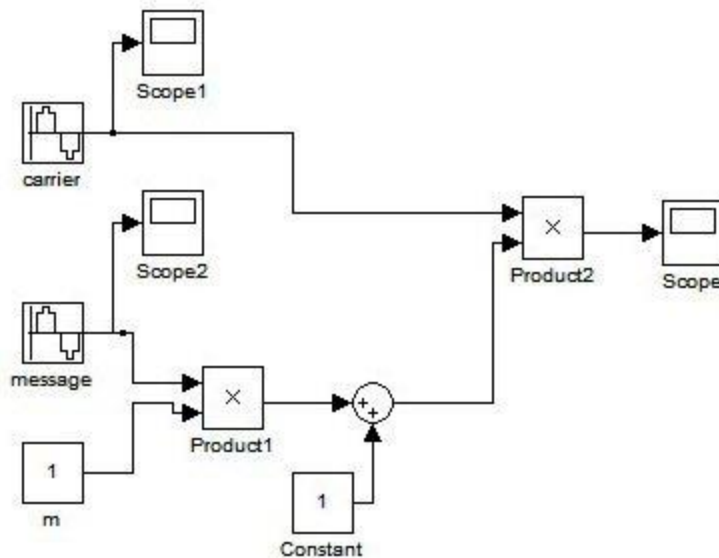 Scope1
carrier
Scope2
×
Product2
Scope
message
×
Product1
+
+
1
m
1
Constant